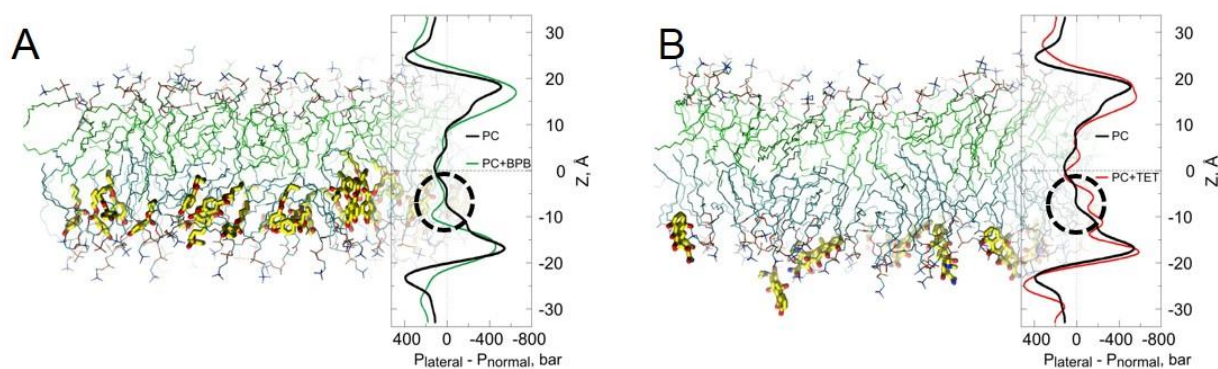 A
30
20
10
0
-10
-20
-30
Z, Å
PC
PC+BPB
400 0 -400 -800
Plateral - Pnormal, bar
B
30
20
10
0
-10
-20
-30
Z, Å
PC
PC+TET
400 0 -400 -800
Plateral - Pnormal, bar